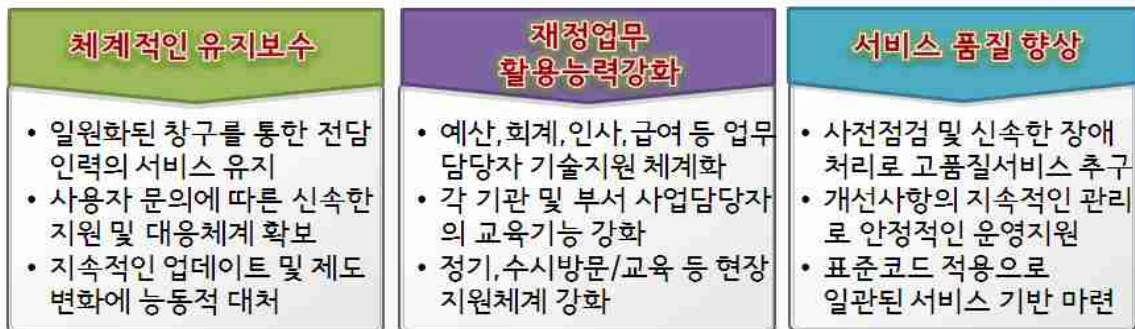 체계적인 유지보수
• 일원화된 창구를 통한 전담
인력의 서비스 유지
• 사용자 문의에 따른 신속한
지원 및 대응체계 확보
• 지속적인 업데이트 및 제도
변화에 능동적 대처
재정업무
활용능력강화
• 예산,회계,인사,급여 등 업무
담당자 기술지원 체계화
• 각 기관 및 부서 사업담당자
의 교육기능 강화
• 정기,수시방문/교육 등 현장
지원체계 강화
서비스 품질 향상
• 사전점검 및 신속한 장애
처리로 고품질서비스 추구
• 개선사항의 지속적인 관리
로 안정적인 운영지원
• 표준코드 적용으로
일관된 서비스 기반 마련